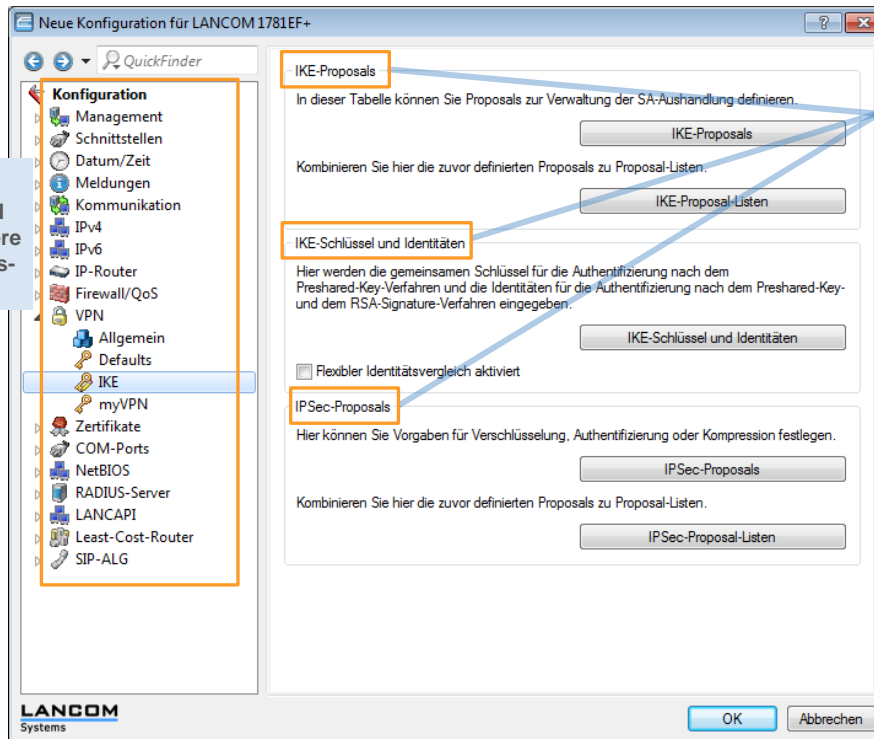 Neue Konfiguration für LANCOM 1781EF+
QuickFinder
Konfiguration
Management
Schnittstellen
Datum/Zeit
Meldungen
Kommunikation
IPv4
IPv6
IP-Router
Firewall/QoS
VPN
Allgemein
Defaults
IKE
myVPN
Zertifikate
COM-Ports
NetBIOS
RADIUS-Server
LANCAPI
Least-Cost-Router
SIP-ALG
IKE-Proposals
In dieser Tabelle können Sie Proposals zur Verwaltung der SA-Aushandlung definieren.
IKE-Proposals
Kombinieren Sie hier die zuvor definierten Proposals zu Proposal-Listen.
IKE-Proposal-Listen
IKE-Schlüssel und Identitäten
Hier werden die gemeinsamen Schlüssel für die Authentifizierung nach dem
Preshared-Key-Verfahren und die Identitäten für die Authentifizierung nach dem Preshared-Key-
und dem RSA-Signature-Verfahren eingegeben.
IKE-Schlüssel und Identitäten
Flexibler Identitätsvergleich aktiviert
IPSec-Proposals
Hier können Sie Vorgaben für Verschlüsselung, Authentifizierung oder Kompression festlegen.
IPSec-Proposals
Kombinieren Sie hier die zuvor definierten Proposals zu Proposal-Listen.
IPSec-Proposal-Listen
LANCOM
Systems
OK
Abbrechen